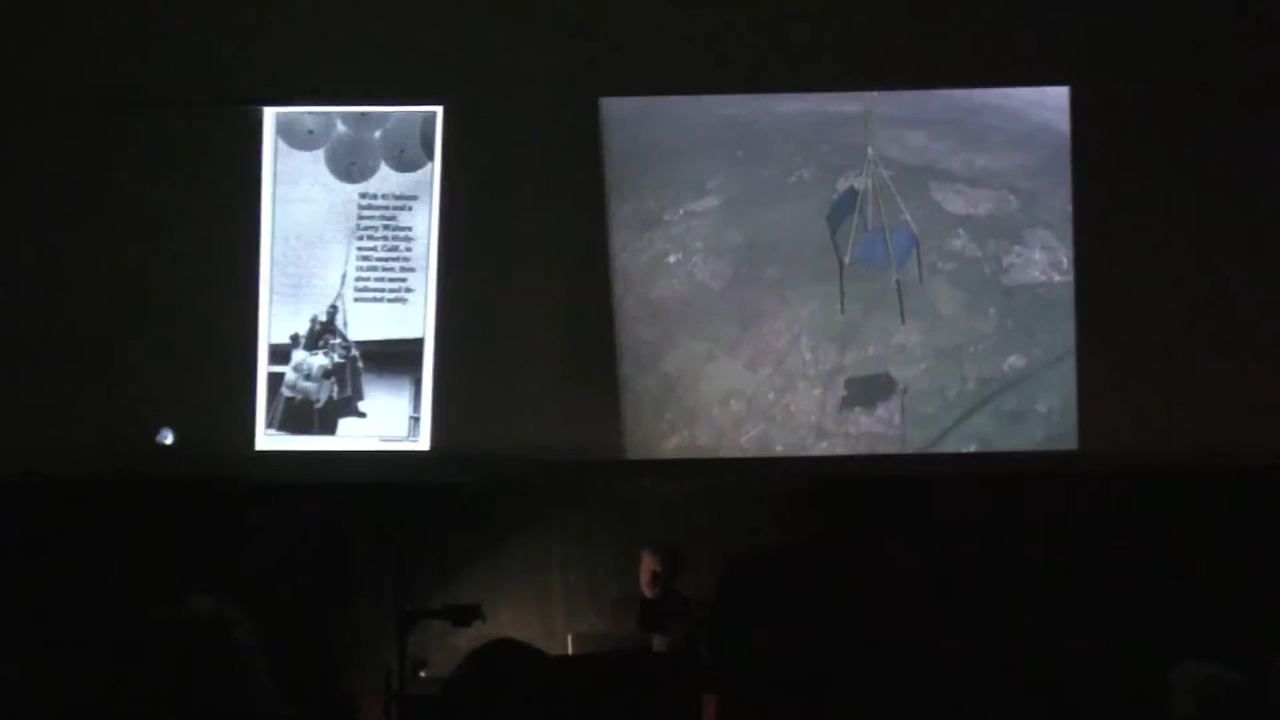 With 42 helium
balloons and a
lawn chair,
Larry Walters
of North Holly-
wood, Calif., in
1982 soared to
16,000 feet, then
shot out some
balloons and de-
scended safely.